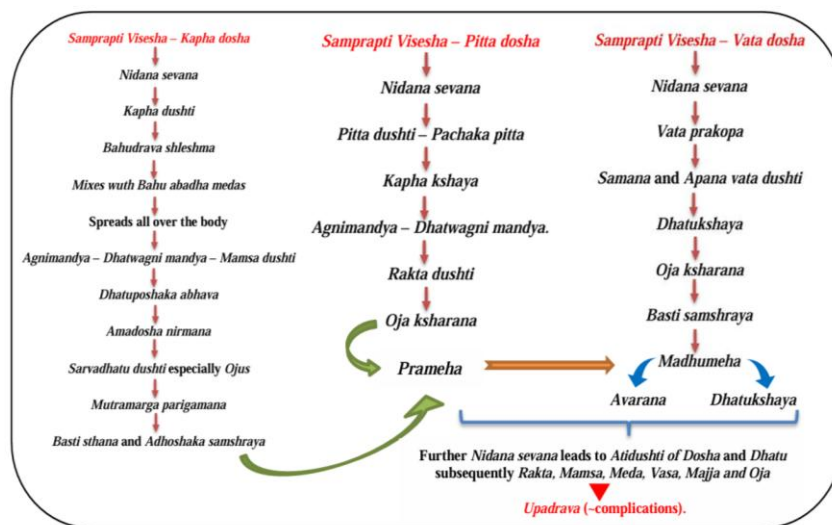 Samprapti Visesha – Kapha dosha
Nidana sevana
Kapha dushti
Bahudrava shleshma
Mixes wuth Bahu abadha medas
Spreads all over the body
Agnimandya – Dhatwagni mandya – Mamsa dushti
Dhatuposhaka abhava
Amadosha nirmana
Sarvadhatu dushti especially Ojus
Mutramarga parigamana
Basti sthana and Adhoshaka samshraya
Samprapti Visesha – Pitta dosha
Nidana sevana
Pitta dushti – Pachaka pitta
Kapha kshaya
Agnimandya – Dhatwagni mandya.
Rakta dushti
Oja ksharana
Prameha
Samprapti Visesha – Vata dosha
Nidana sevana
Vata prakopa
Samana and Apana vata dushti
Dhatukshaya
Oja ksharana
Basti samshraya
Madhumeha
Avarana
Dhatukshaya
Further Nidana sevana leads to Atidushti of Dosha and Dhatu
subsequently Rakta, Mamsa, Meda, Vasa, Majja and Oja
Upadrava (~complications).